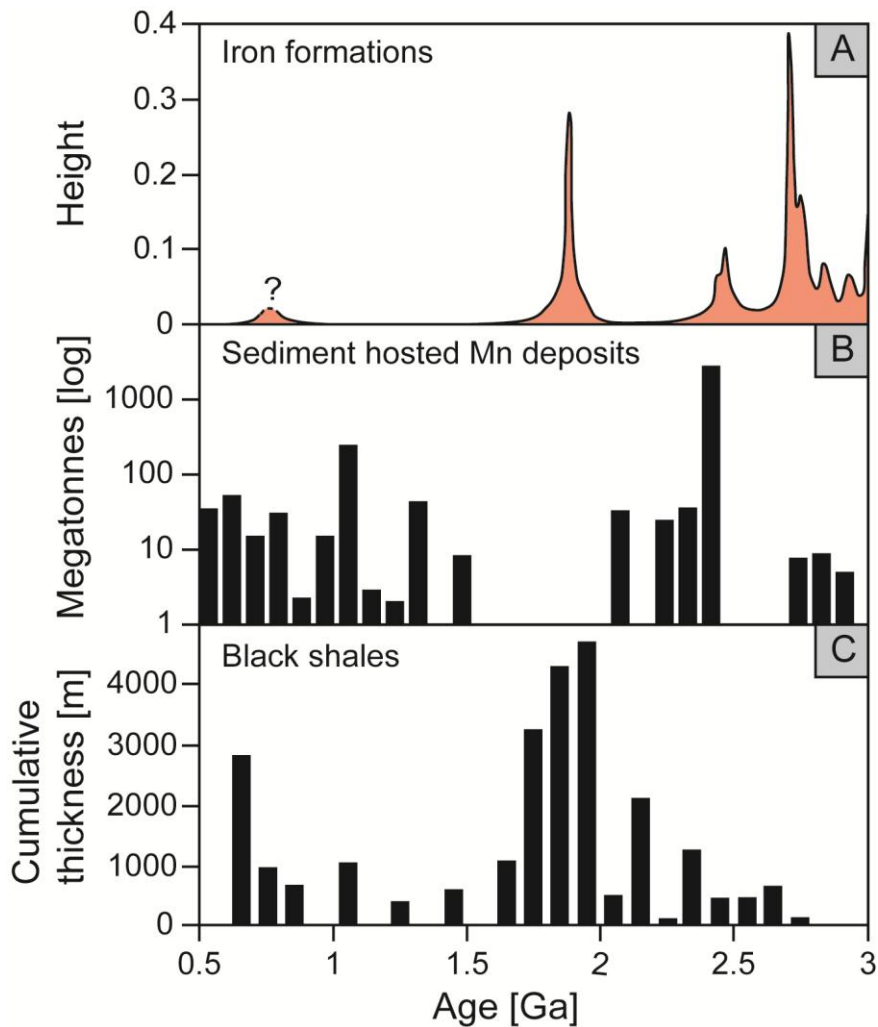 0.4
Iron formations
A
0.3
Height
0.2
0.1
?
0
Sediment hosted Mn deposits
B
1000
Megatonnes [log]
100
10
1
Black shales
C
4000
Cumulative
thickness [m]
3000
2000
1000
0
0.5
1
1.5
2
2.5
3
Age [Ga]